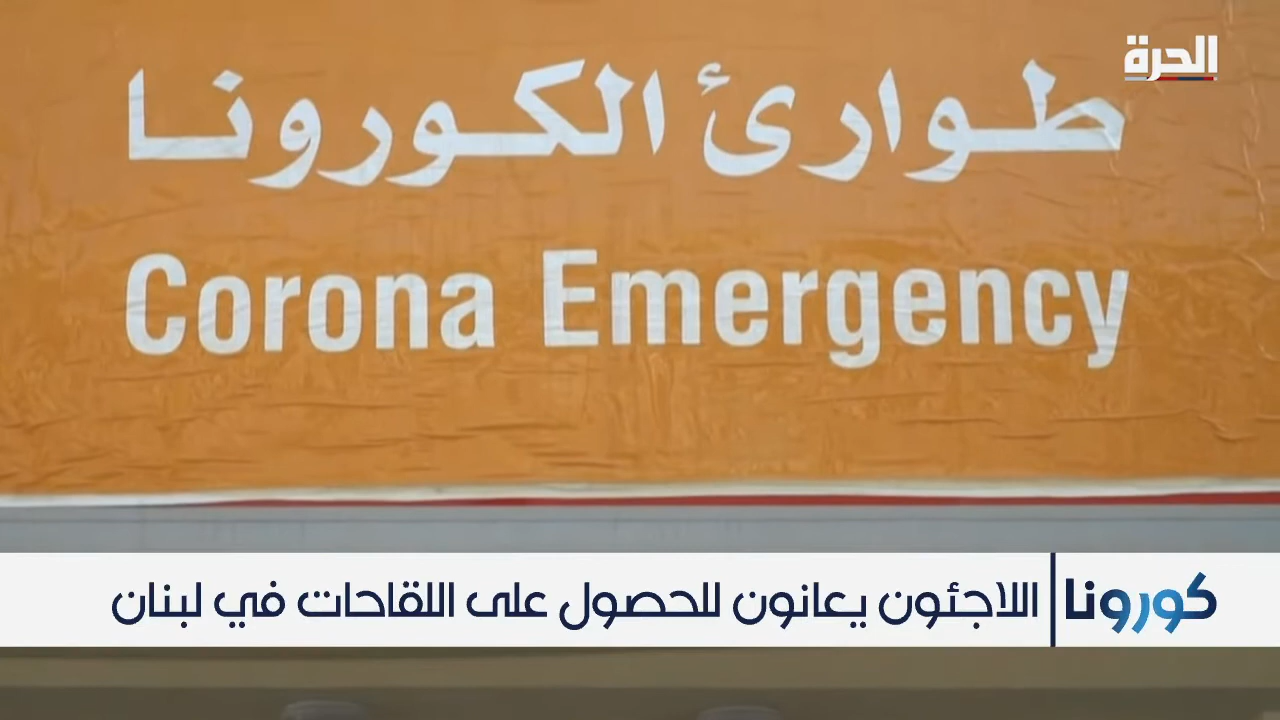 الحرة
طوارئ الكورونا
Corona Emergency
كورونا اللاجئون يعانون للحصول على اللقاحات في لبنان